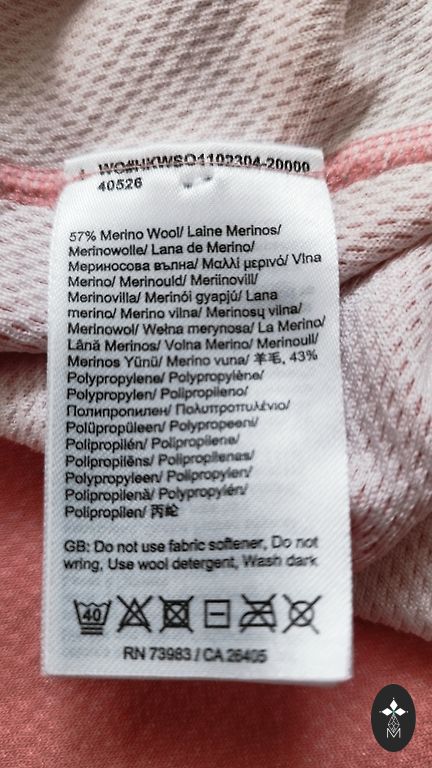 WO#HKWSO1102304-20000
40526
57% Merino Wool/ Laine Merinos/
Merinowolle/ Lana de Merino/
Мериносова вълна/ Μαλλί μερινό/ Vlna
Merino/ Merinould/ Meriinovill/
Merinovilla/ Merinói gyapjú/ Lana
merino/ Merino vilna/ Merinosų vilna/
Merinowol/ Wełna merynosa/ La Merino/
Lână Merinos/ Volna Merino/ Merinoull/
Merinos Yünü/ Merino vuna/ 羊毛, 43%
Polypropylene/ Polypropylène/
Polypropylen/ Polipropileno/
Полипропилен/ Πολυπροπυλένιο/
Polüpropüleen/ Polypropeeni/
Polipropilén/ Polipropilene/
Polipropilēns/ Polipropilenas/
Polypropyleen/ Polipropylen/
Polipropilenă/ Polypropylén/
Polipropilen/ 丙纶
GB: Do not use fabric softener, Do not
wring, Use wool detergent, Wash dark
40
RN 73983 / CA 26405
M